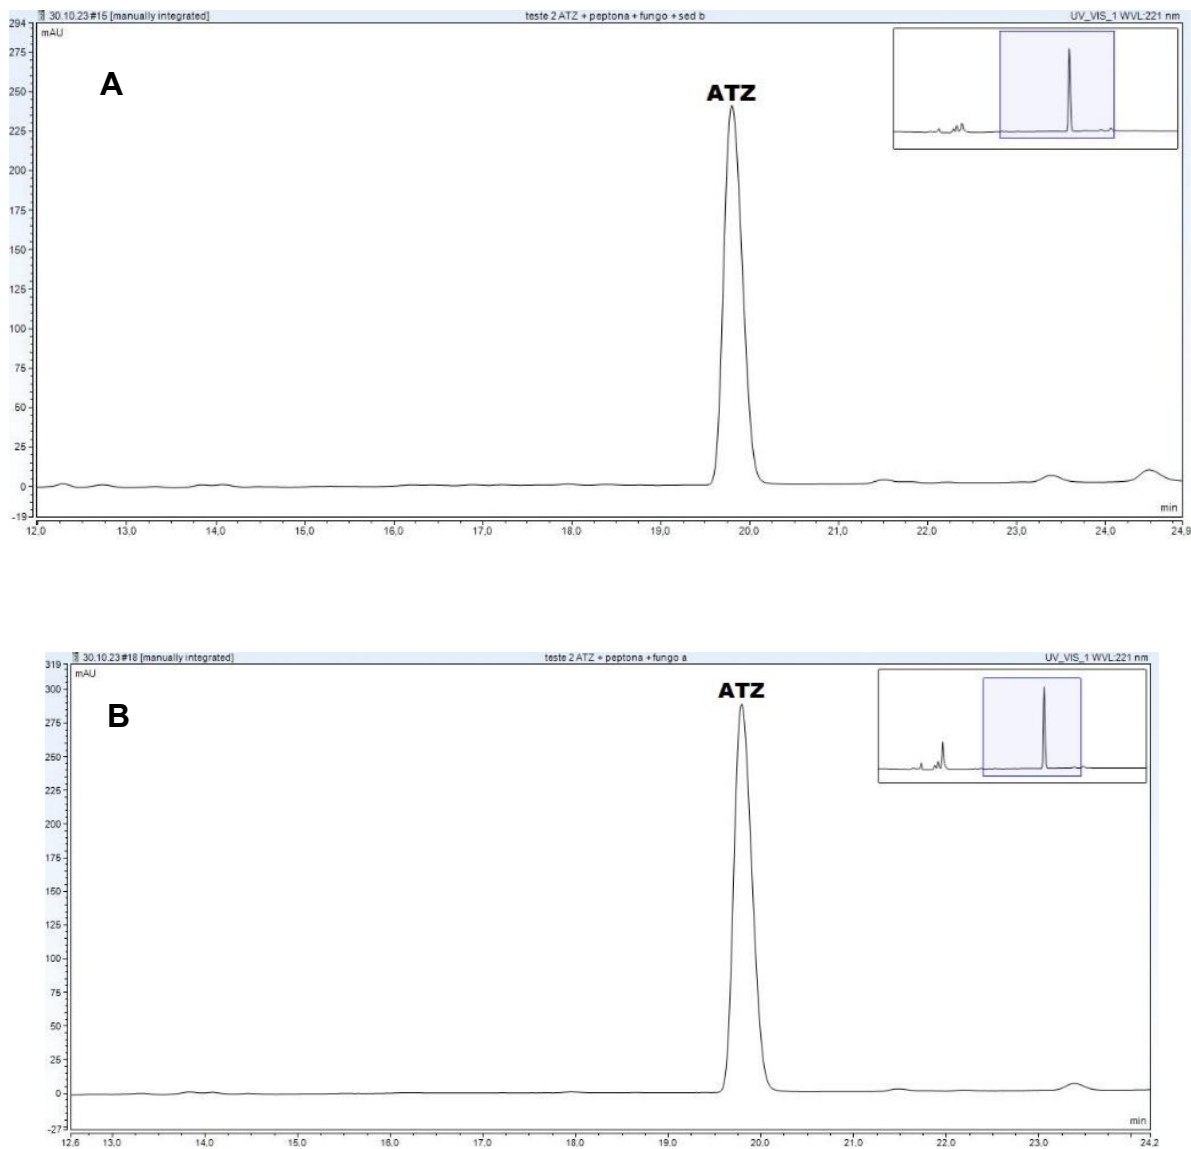 30.10.23 #15 [manually integrated] teste 2 ATZ + peptona + fungo + sed b UV_VIS_1 WVL:221 nm
294
mAU
275
A
250
ATZ
225
200
175
150
125
100
75
50
25
0
-19
min
12,0 13,0 14,0 15,0 16,0 17,0 18,0 19,0 20,0 21,0 22,0 23,0 24,0 24,9
30.10.23 #18 [manually integrated] teste 2 ATZ + peptona + fungo a UV_VIS_1 WVL:221 nm
319
mAU
300
ATZ
B
275
250
225
200
175
150
125
100
75
50
25
0
-27
min
12,6 13,0 14,0 15,0 16,0 17,0 18,0 19,0 20,0 21,0 22,0 23,0 24,2